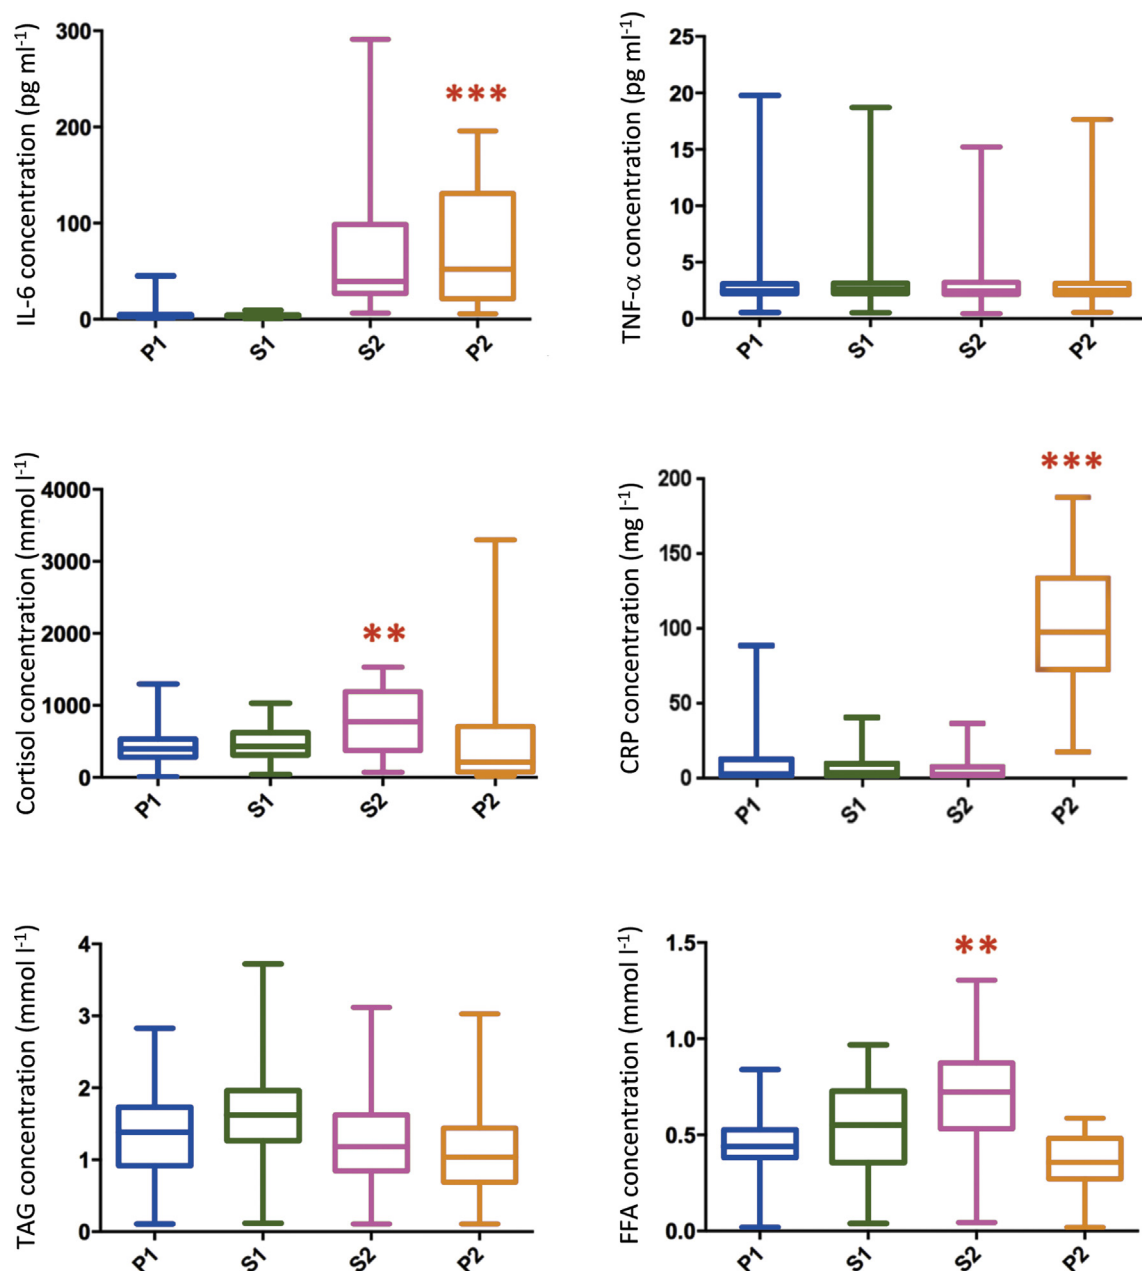 IL-6 concentration (pg ml-1)
300
200
100
0
***
P1 S1 S2 P2
TNF-α concentration (pg ml-1)
25
20
15
10
5
0
P1 S1 S2 P2
Cortisol concentration (mmol l-1)
4000
3000
2000
1000
0
**
P1 S1 S2 P2
CRP concentration (mg l-1)
200
150
100
50
0
***
P1 S1 S2 P2
TAG concentration (mmol l-1)
4
3
2
1
0
P1 S1 S2 P2
FFA concentration (mmol l-1)
1.5
1.0
0.5
0.0
**
P1 S1 S2 P2